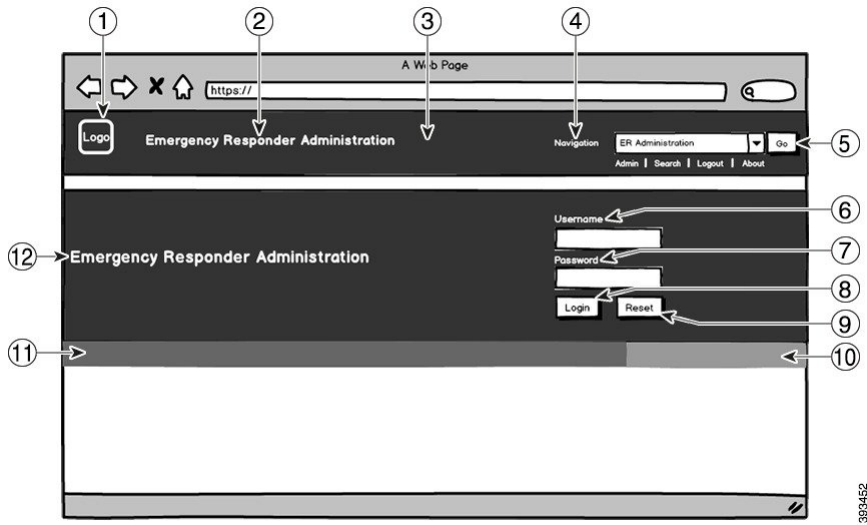 1 2 3 4
A Web Page
https://
Logo Emergency Responder Administration Navigation ER Administration Go 5
Admin | Search | Logout | About
Username 6
12 Emergency Responder Administration
Password 7
8
Login Reset
9
11 10
393452